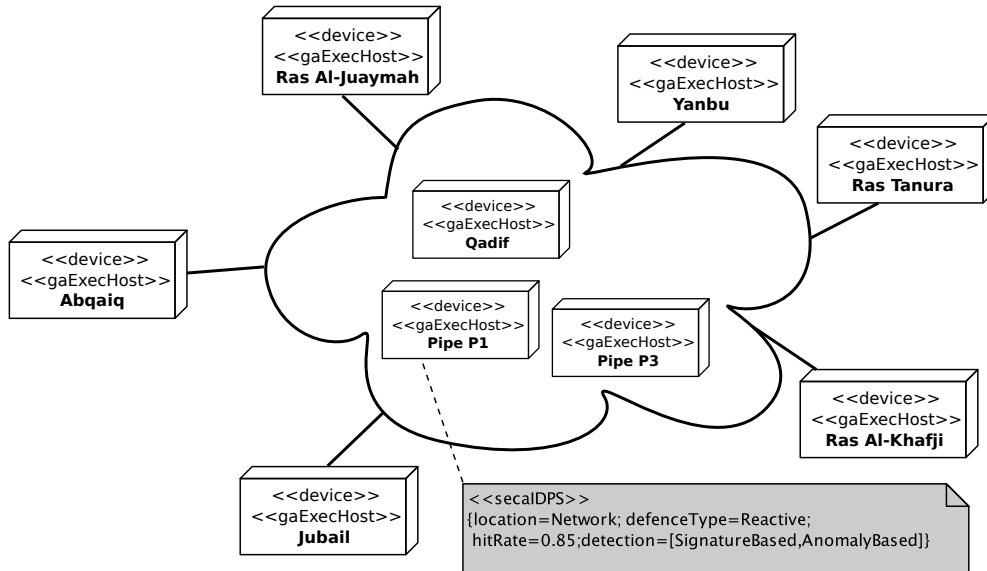 <<device>>
<<gaExecHost>>
Ras Al-Juaymah
<<device>>
<<gaExecHost>>
Yanbu
<<device>>
<<gaExecHost>>
Ras Tanura
<<device>>
<<gaExecHost>>
Qadif
<<device>>
<<gaExecHost>>
Abqaiq
<<device>>
<<gaExecHost>>
Pipe P1
<<device>>
<<gaExecHost>>
Pipe P3
<<device>>
<<gaExecHost>>
Ras Al-Khafji
<<device>>
<<gaExecHost>>
Jubail
<<secaIDPS>>
{location=Network; defenceType=Reactive;
hitRate=0.85;detection=[SignatureBased,AnomalyBased]}